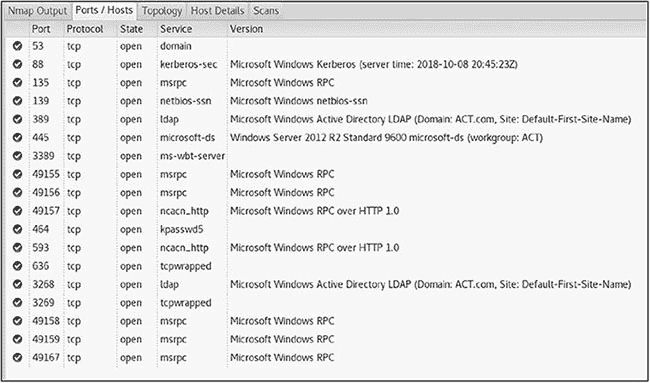 Nmap Output Ports / Hosts Topology Host Details Scans
Port Protocol State Service Version
53 tcp open domain
88 tcp open kerberos-sec Microsoft Windows Kerberos (server time: 2018-10-08 20:45:23Z)
135 tcp open msrpc Microsoft Windows RPC
139 tcp open netbios-ssn Microsoft Windows netbios-ssn
389 tcp open ldap Microsoft Windows Active Directory LDAP (Domain: ACT.com, Site: Default-First-Site-Name)
445 tcp open microsoft-ds Windows Server 2012 R2 Standard 9600 microsoft-ds (workgroup: ACT)
3389 tcp open ms-wbt-server
49155 tcp open msrpc Microsoft Windows RPC
49156 tcp open msrpc Microsoft Windows RPC
49157 tcp open ncacn_http Microsoft Windows RPC over HTTP 1.0
464 tcp open kpasswd5
593 tcp open ncacn_http Microsoft Windows RPC over HTTP 1.0
636 tcp open tcpwrapped
3268 tcp open ldap Microsoft Windows Active Directory LDAP (Domain: ACT.com, Site: Default-First-Site-Name)
3269 tcp open tcpwrapped
49158 tcp open msrpc Microsoft Windows RPC
49159 tcp open msrpc Microsoft Windows RPC
49167 tcp open msrpc Microsoft Windows RPC